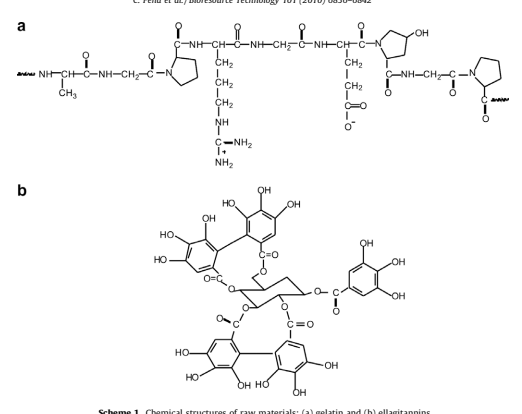 C. Peña et al./Bioresource Technology 101 (2010) 6836–6842
a
O O O O OH
C—NH—CH—C—NH—CH2—C—NH—CH—C—N
O O O CH2 CH2
NH—CH—C—NH—CH2—C—N CH2 CH2 C—NH—CH2—C—N
CH3 CH2 C=O O O C
NH O- O
C—NH2
+
NH2
b
OH
HO OH
OH
HO OH
HO C=O OH
O=C O OH
O O—C OH
O O O
O C C=O
HO OH
HO OH HO OH
Scheme 1. Chemical structures of raw materials: (a) gelatin and (b) ellagitannins.